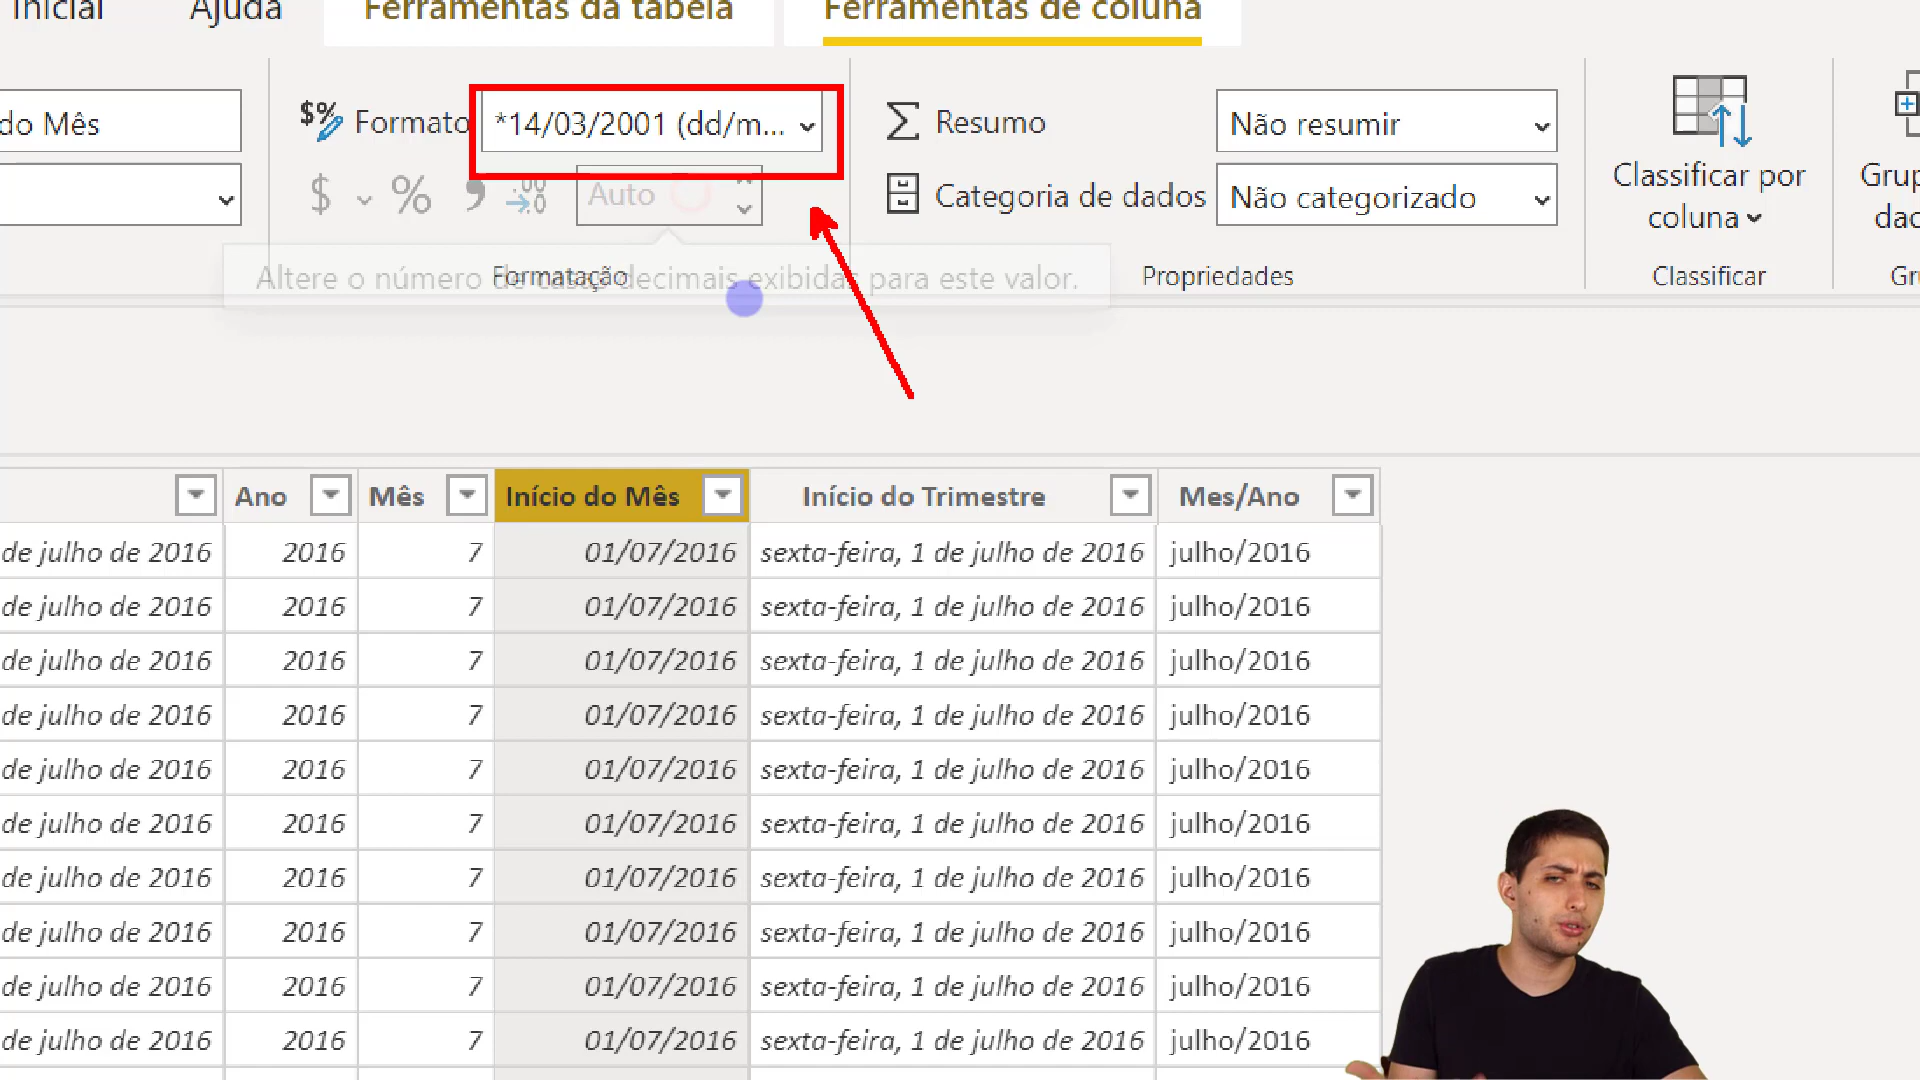 Inicial Ajuda Ferramentas da tabela Ferramentas de coluna
do Mês $% Formato *14/03/2001 (dd/m... Σ Resumo Não resumir
$ % 9 .00 →.0 Auto Categoria de dados Não categorizado
Classificar por coluna
Grup
dad
Altere o número de casas decimais exibidas para este valor.
Formatação Propriedades Classificar Gr
Ano Mês Início do Mês Início do Trimestre Mes/Ano
de julho de 2016 2016 7 01/07/2016 sexta-feira, 1 de julho de 2016 julho/2016
de julho de 2016 2016 7 01/07/2016 sexta-feira, 1 de julho de 2016 julho/2016
de julho de 2016 2016 7 01/07/2016 sexta-feira, 1 de julho de 2016 julho/2016
de julho de 2016 2016 7 01/07/2016 sexta-feira, 1 de julho de 2016 julho/2016
de julho de 2016 2016 7 01/07/2016 sexta-feira, 1 de julho de 2016 julho/2016
de julho de 2016 2016 7 01/07/2016 sexta-feira, 1 de julho de 2016 julho/2016
de julho de 2016 2016 7 01/07/2016 sexta-feira, 1 de julho de 2016 julho/2016
de julho de 2016 2016 7 01/07/2016 sexta-feira, 1 de julho de 2016 julho/2016
de julho de 2016 2016 7 01/07/2016 sexta-feira, 1 de julho de 2016 julho/2016
de julho de 2016 2016 7 01/07/2016 sexta-feira, 1 de julho de 2016 julho/2016